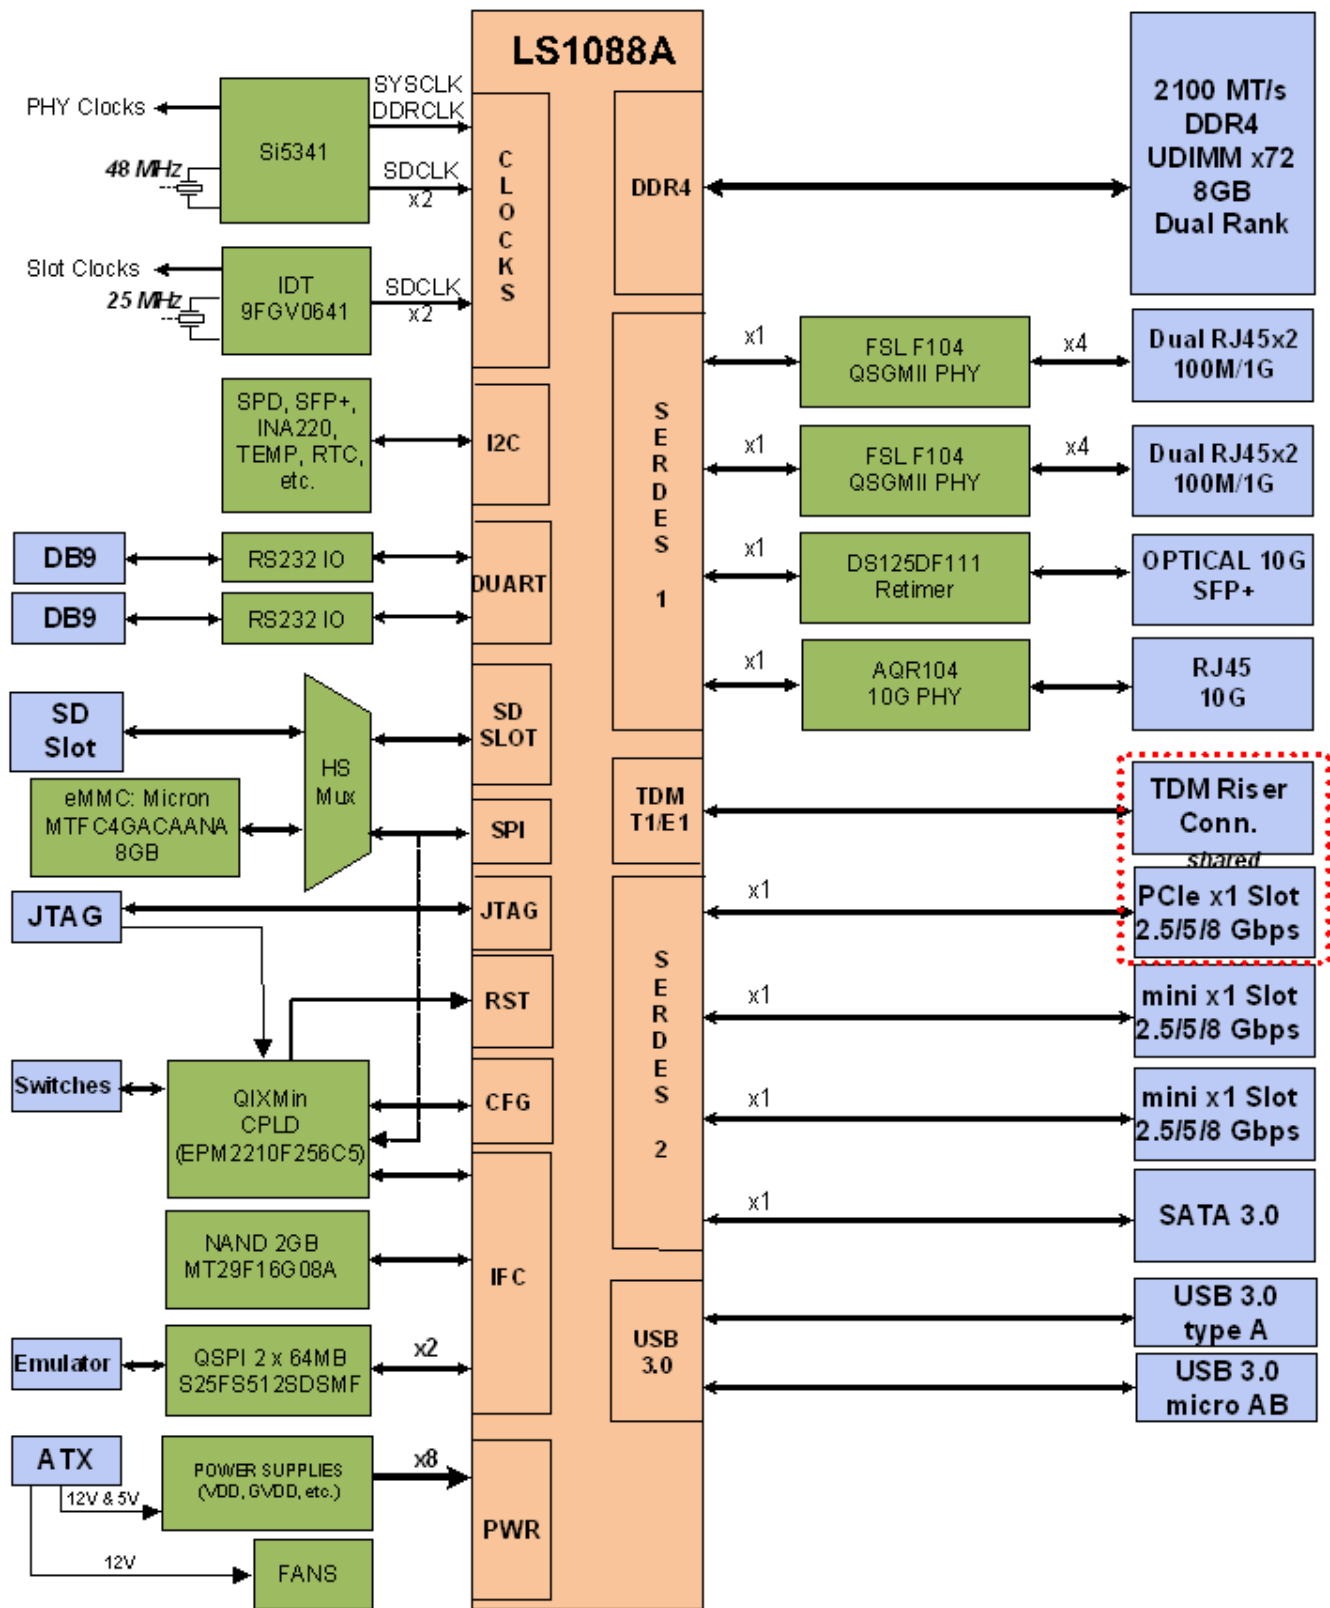 LS1088A
PHY Clocks
48 MHz
Si5341
SYSCLK
DDRCLK
SDCLK
x2
Slot Clocks
25 MHz
IDT
9FGV0641
SDCLK
x2
CLOCKS
SPD, SFP+,
INA220,
TEMP, RTC,
etc.
I2C
DB9
RS232 IO
DB9
RS232 IO
DUART
SD
Slot
eMMC: Micron
MTFC4GACAANA
8GB
HS
Mux
SD
SLOT
SPI
JTAG
JTAG
RST
Switches
QIXMin
CPLD
(EPM2210F256C5)
CFG
NAND 2GB
MT29F16G08A
IFC
Emulator
QSPI 2 x 64MB
S25FS512SDSMF
x2
ATX
12V & 5V
POWER SUPPLIES
(VDD, GVDD, etc.)
x8
PWR
12V
FANS
DDR4
2100 MT/s
DDR4
UDIMM x72
8GB
Dual Rank
SERDES 1
x1
FSL F104
QSGMII PHY
x4
Dual RJ45x2
100M/1G
x1
FSL F104
QSGMII PHY
x4
Dual RJ45x2
100M/1G
x1
DS125DF111
Retimer
OPTICAL 10G
SFP+
x1
AQR104
10G PHY
RJ45
10G
TDM
T1/E1
TDM Riser
Conn.
shared
SERDES 2
x1
PCIe x1 Slot
2.5/5/8 Gbps
x1
mini x1 Slot
2.5/5/8 Gbps
x1
mini x1 Slot
2.5/5/8 Gbps
x1
SATA 3.0
USB
3.0
USB 3.0
type A
USB 3.0
micro AB